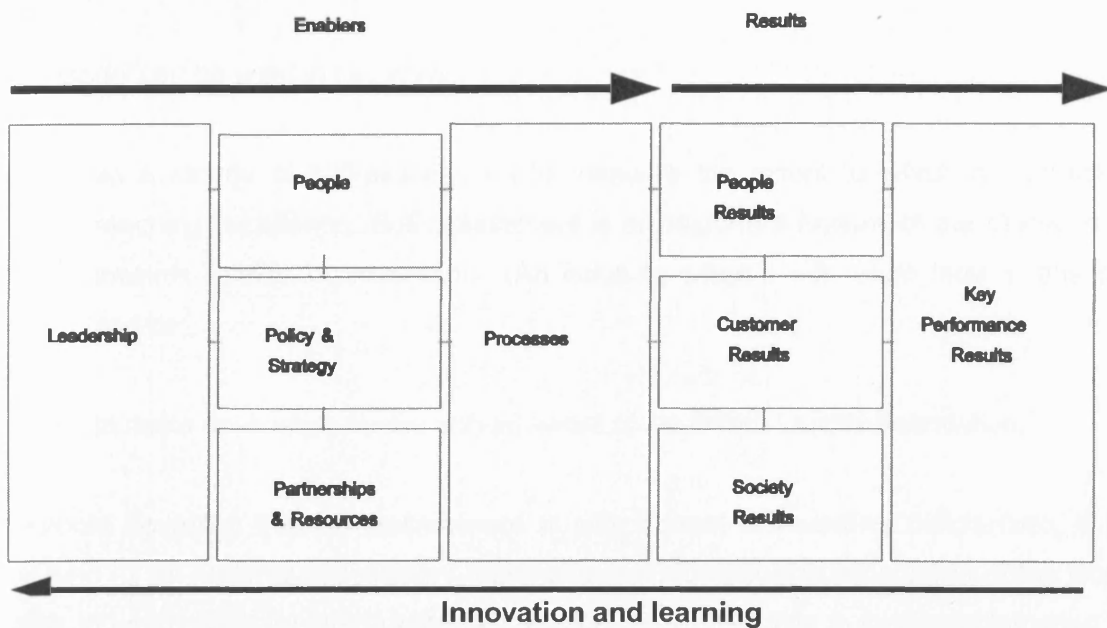 Enablers
Results
People
People
Results
Leadership
Policy &
Strategy
Processes
Customer
Results
Key
Performance
Results
Partnerships
& Resources
Society
Results
Innovation and learning